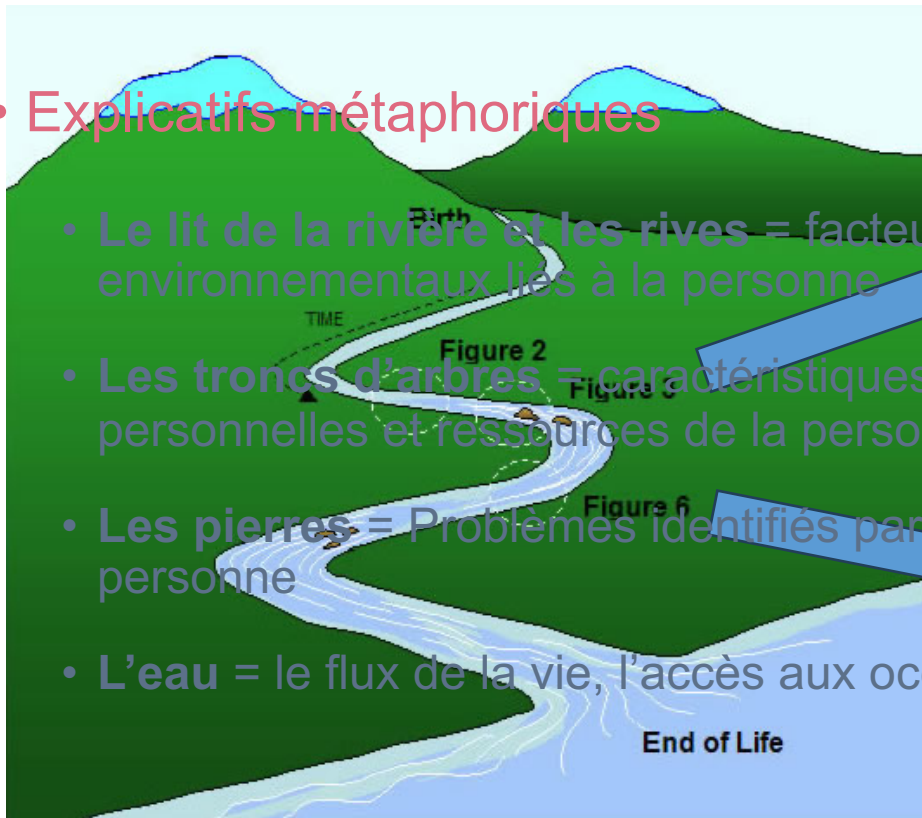 • Explicatifs métaphoriques
Birth
• Le lit de la rivière et les rives = facteu
environnementaux liés à la personne
TIME
Figure 2
• Les troncs d'arbres = caractéristiques
Figure 3
personnelles et ressources de la perso
Figure 6
• Les pierres = Problèmes identifiés par
personne
• L'eau = le flux de la vie, l'accès aux oc
End of Life